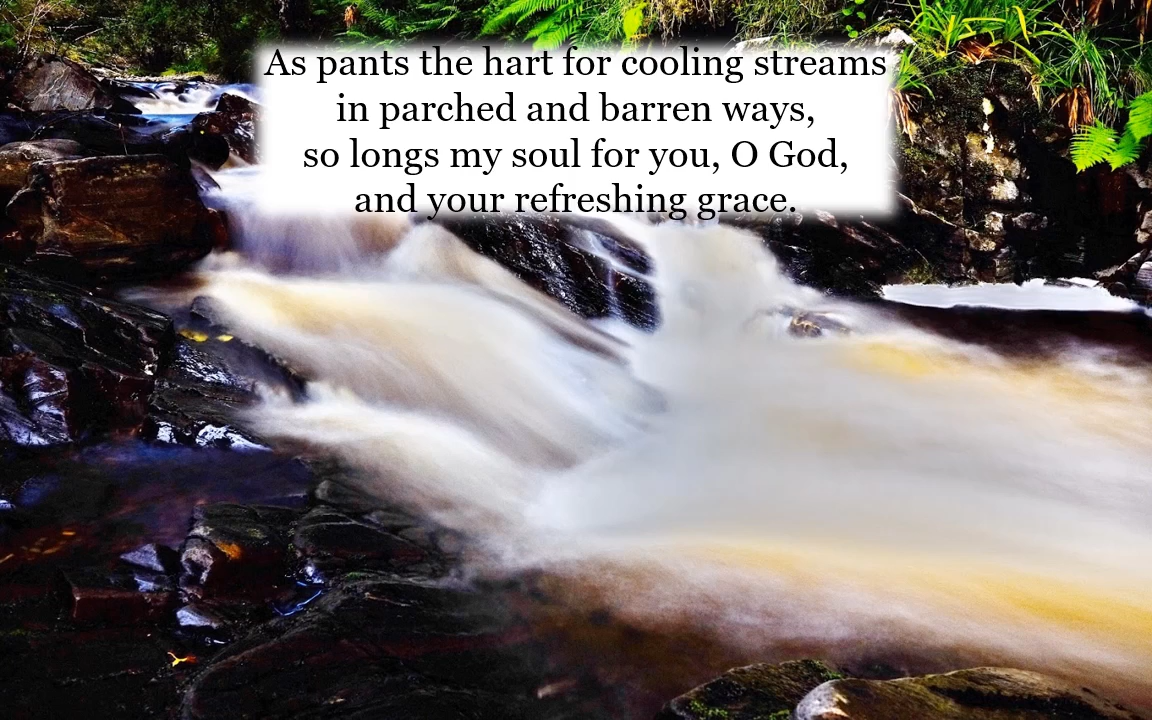 As pants the hart for cooling streams
in parched and barren ways,
so longs my soul for you, O God,
and your refreshing grace.